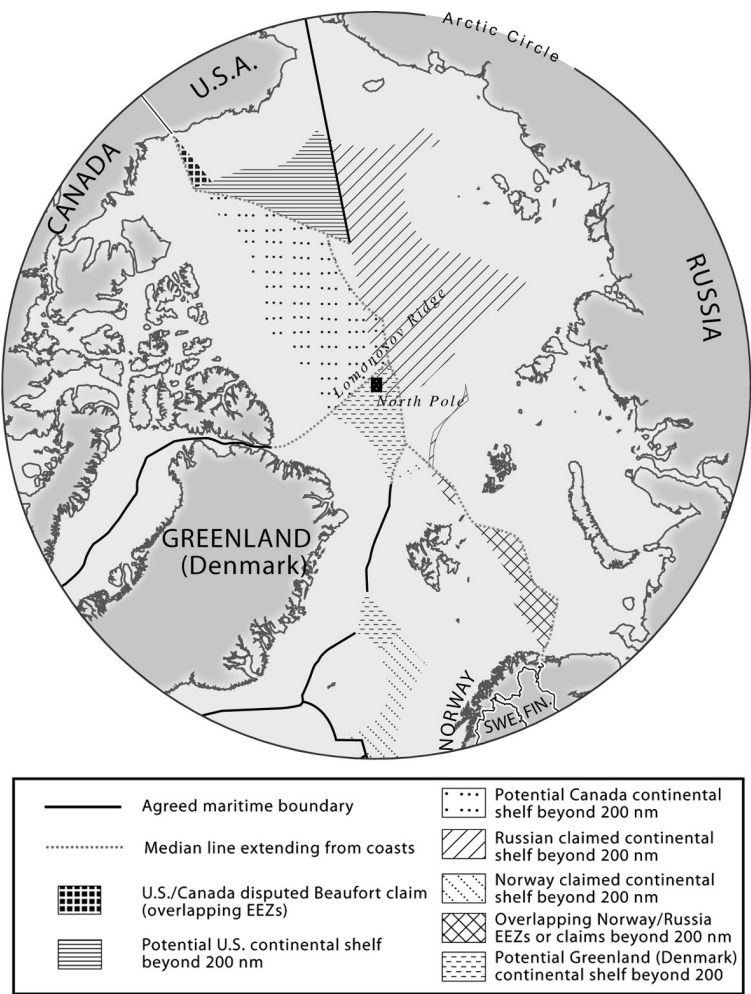 Arctic Circle
U.S.A.
CANADA
RUSSIA
Lomonosov Ridge
North Pole
GREENLAND
(Denmark)
NORWAY
SWE.
FIN.
Agreed maritime boundary
Median line extending from coasts
U.S./Canada disputed Beaufort claim
(overlapping EEZs)
Potential U.S. continental shelf
beyond 200 nm
Potential Canada continental
shelf beyond 200 nm
Russian claimed continental
shelf beyond 200 nm
Norway claimed continental
shelf beyond 200 nm
Overlapping Norway/Russia
EEZs or claims beyond 200 nm
Potential Greenland (Denmark)
continental shelf beyond 200